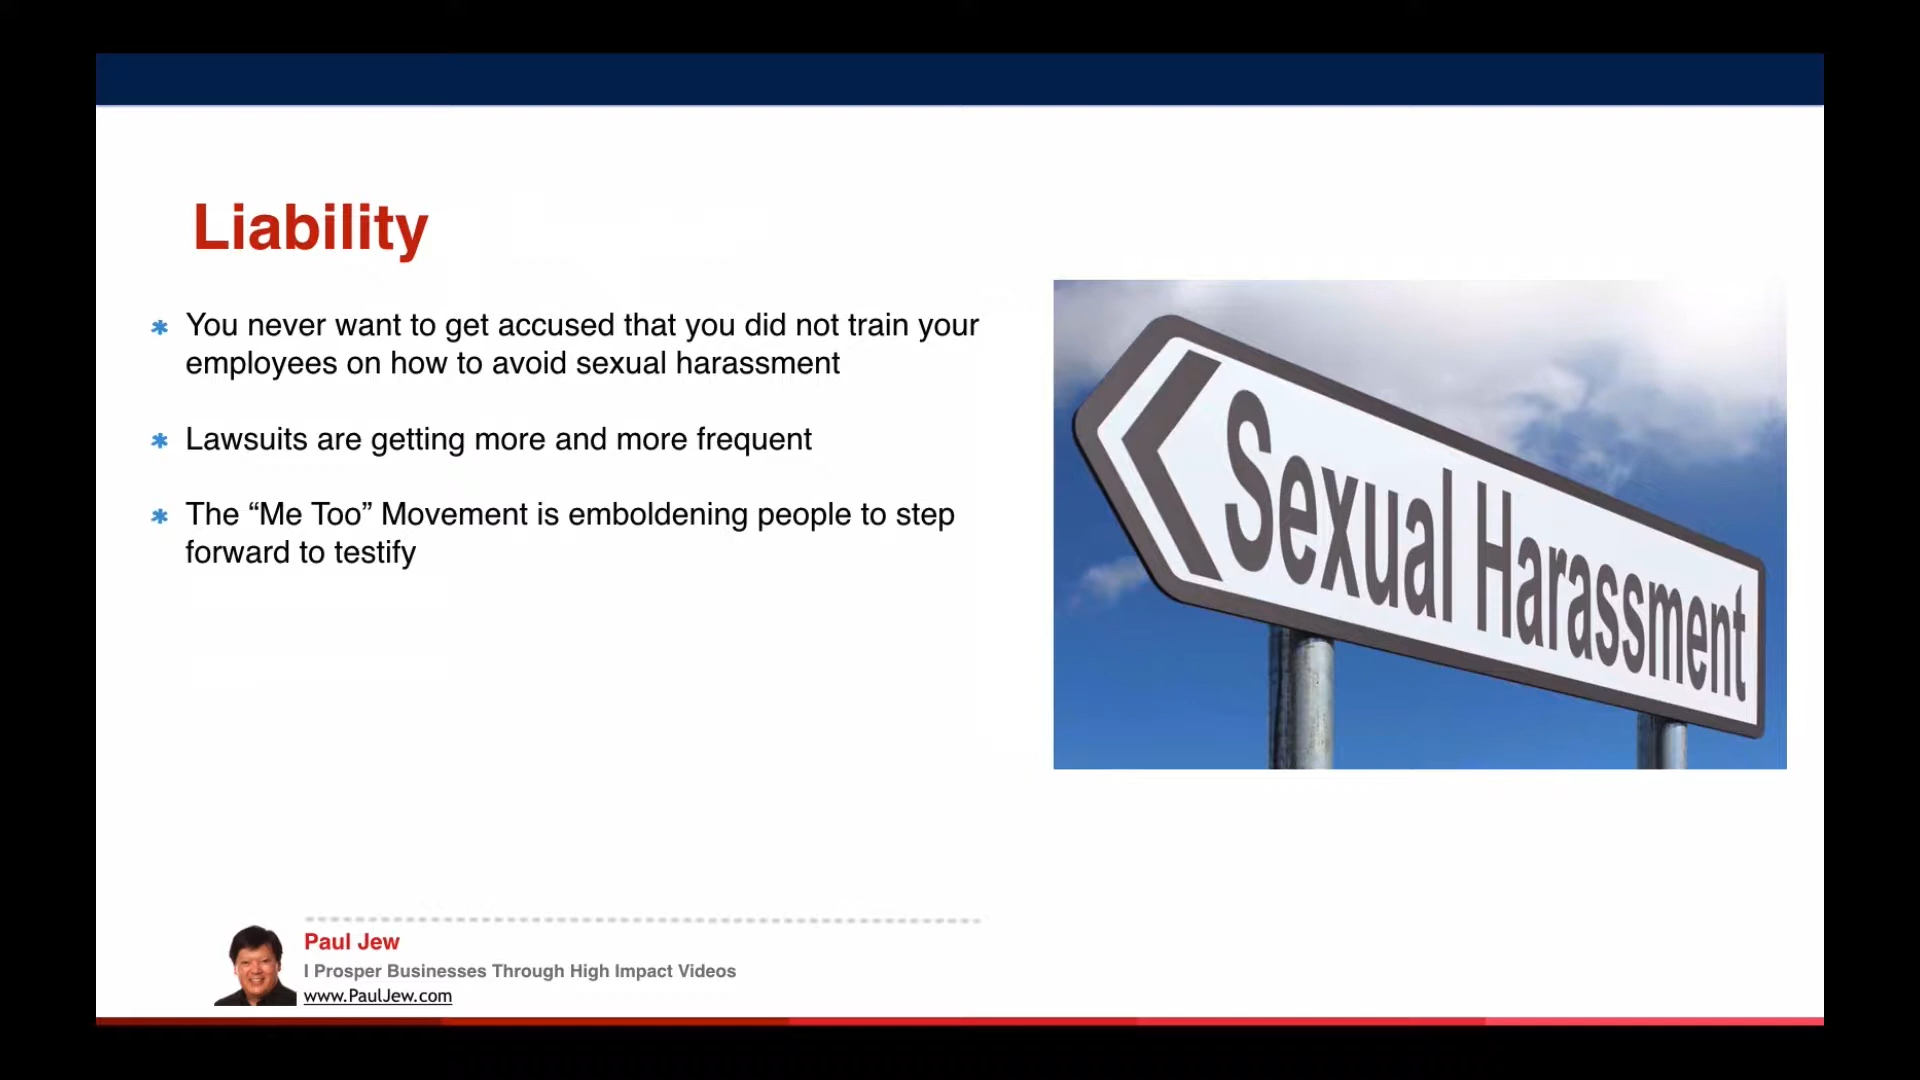 Liability
You never want to get accused that you did not train your
employees on how to avoid sexual harassment
Lawsuits are getting more and more frequent
The “Me Too” Movement is emboldening people to step
forward to testify
Sexual Harassment
Paul Jew
I Prosper Businesses Through High Impact Videos
www.PaulJew.com